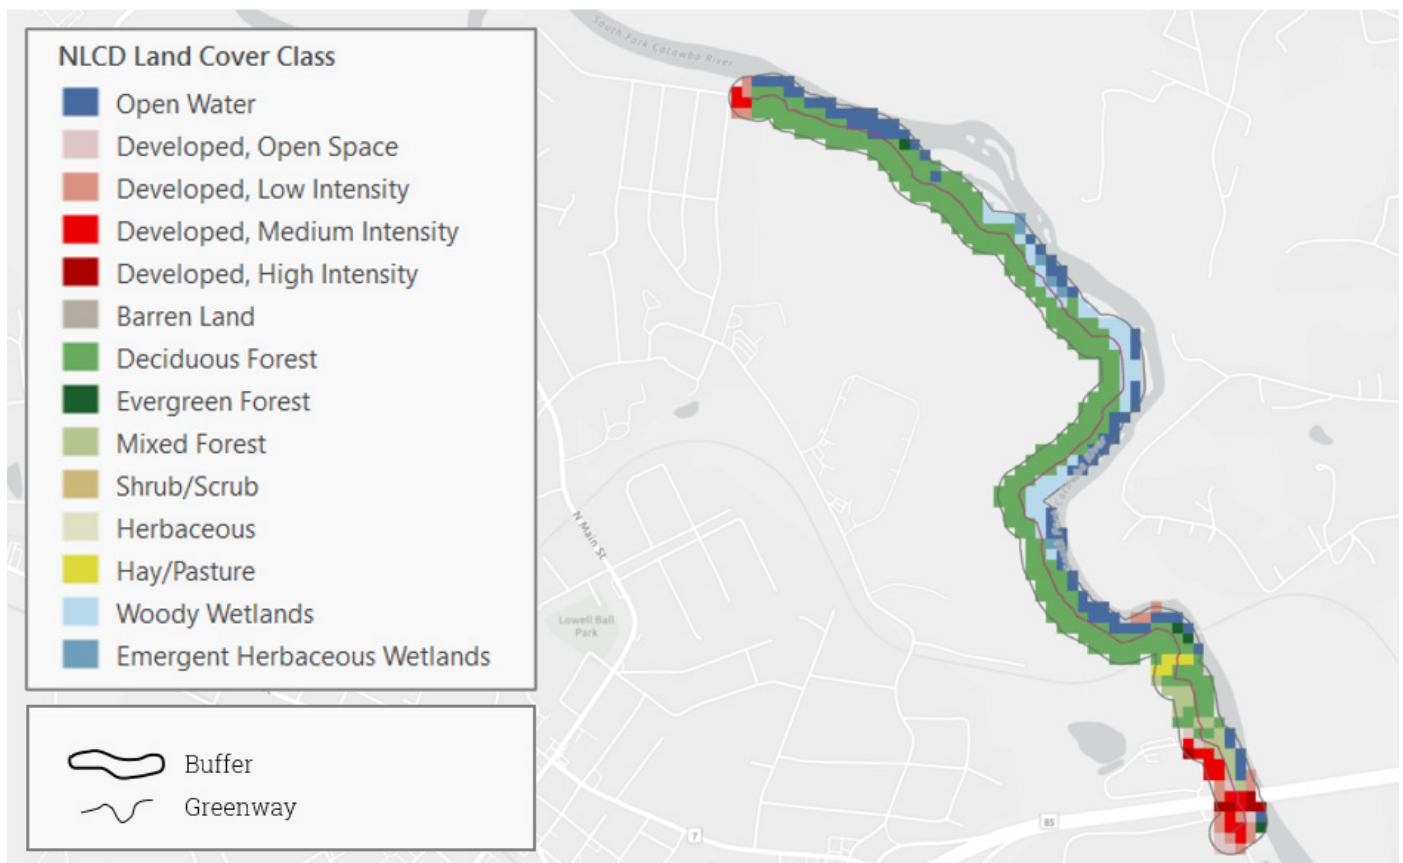 NLCD Land Cover Class
Open Water
Developed, Open Space
Developed, Low Intensity
Developed, Medium Intensity
Developed, High Intensity
Barren Land
Deciduous Forest
Evergreen Forest
Mixed Forest
Shrub/Scrub
Herbaceous
Hay/Pasture
Woody Wetlands
Emergent Herbaceous Wetlands
Buffer
Greenway
South Fork Catawba River
N Main St
Lowell Ball
Park
7
85